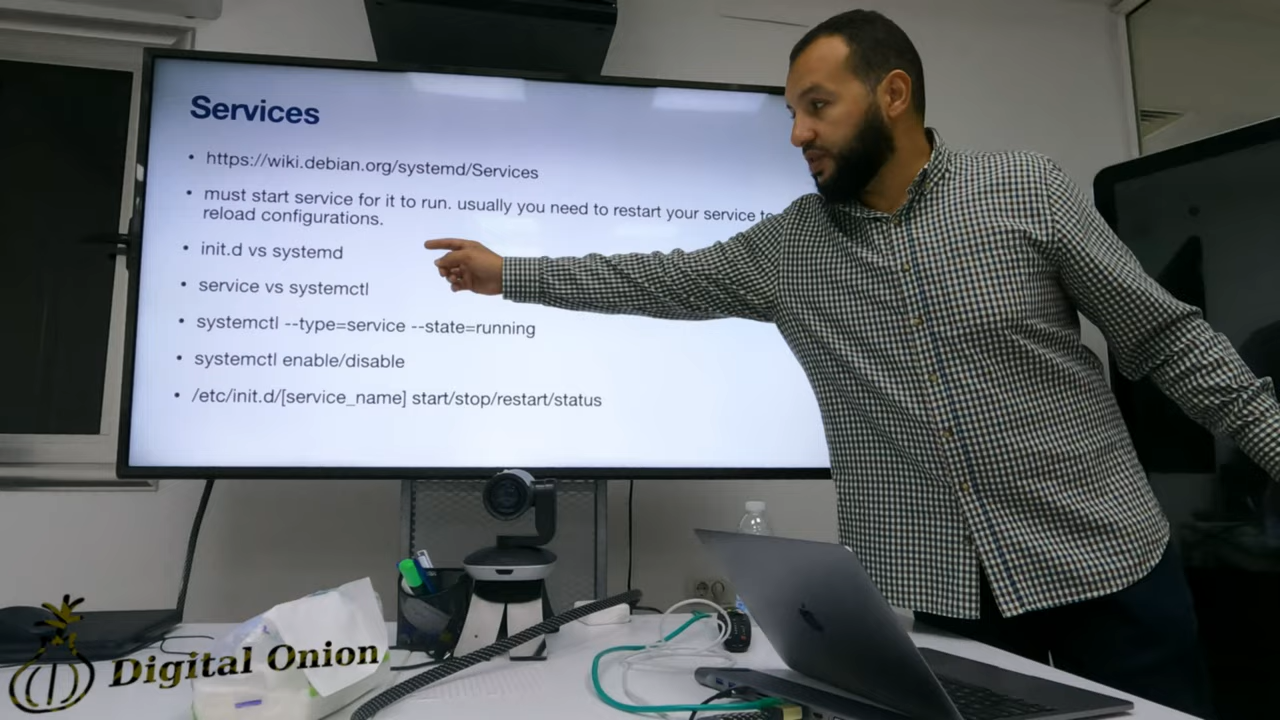 Services
• https://wiki.debian.org/systemd/Services
• must start service for it to run. usually you need to restart your service to
reload configurations.
• init.d vs systemd
• service vs systemctl
• systemctl --type=service --state=running
• systemctl enable/disable
• /etc/init.d/[service_name] start/stop/restart/status
Digital Onion